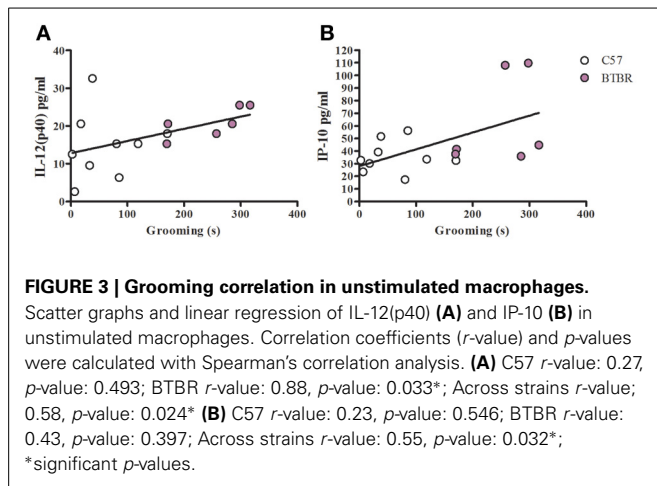 A
B
40
30
20
10
0
IL-12(p40) pg/ml
0 100 200 300 400
Grooming (s)
120
110
100
90
80
70
60
50
40
30
20
10
0
IP-10 pg/ml
0 100 200 300 400
Grooming (s)
C57
BTBR
FIGURE 3 | Grooming correlation in unstimulated macrophages.
Scatter graphs and linear regression of IL-12(p40) (A) and IP-10 (B) in
unstimulated macrophages. Correlation coefficients (r-value) and p-values
were calculated with Spearman's correlation analysis. (A) C57 r-value: 0.27,
p-value: 0.493; BTBR r-value: 0.88, p-value: 0.033*; Across strains r-value;
0.58, p-value: 0.024* (B) C57 r-value: 0.23, p-value: 0.546; BTBR r-value:
0.43, p-value: 0.397; Across strains r-value: 0.55, p-value: 0.032*;
*significant p-values.